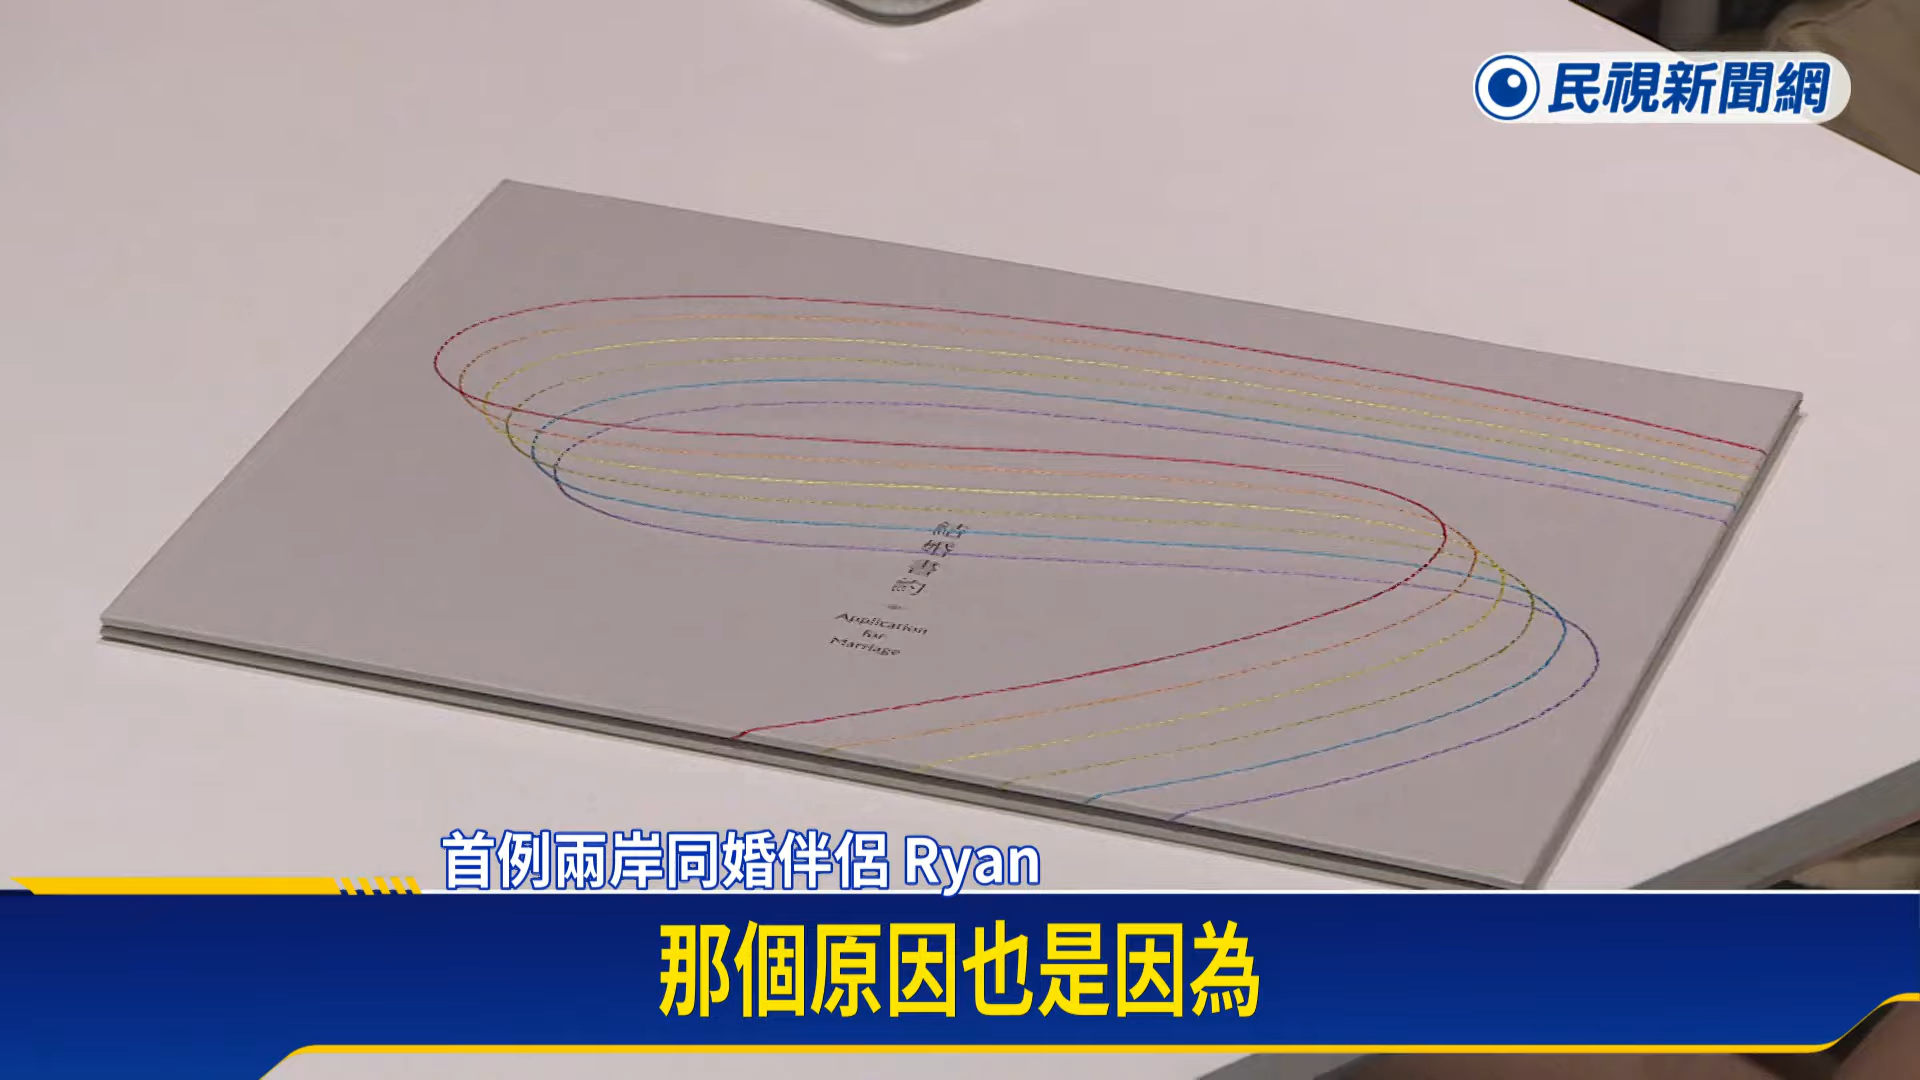 民視新聞網
結婚書約
Application
for
Marriage
首例兩岸同婚伴侶 Ryan
那個原因也是因為